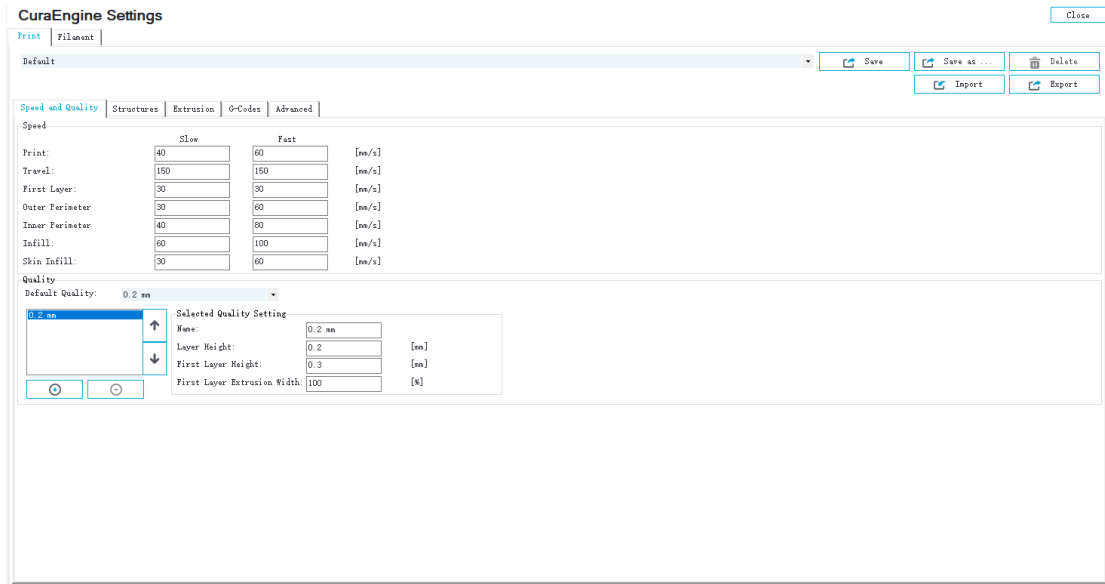 CuraEngine Settings
Close
Print Filament
Default Save Save as ... Delete
Import Export
Speed and Quality Structures Extrusion G-Codes Advanced
Speed
Slow Fast
Print: 40 60 [mm/s]
Travel: 150 150 [mm/s]
First Layer: 30 30 [mm/s]
Outer Perimeter 30 60 [mm/s]
Inner Perimeter 40 80 [mm/s]
Infill: 60 100 [mm/s]
Skin Infill: 30 60 [mm/s]
Quality
Default Quality: 0.2 mm
0.2 mm
Selected Quality Setting
Name: 0.2 mm
Layer Height: 0.2 [mm]
First Layer Height: 0.3 [mm]
First Layer Extrusion Width: 100 [%]